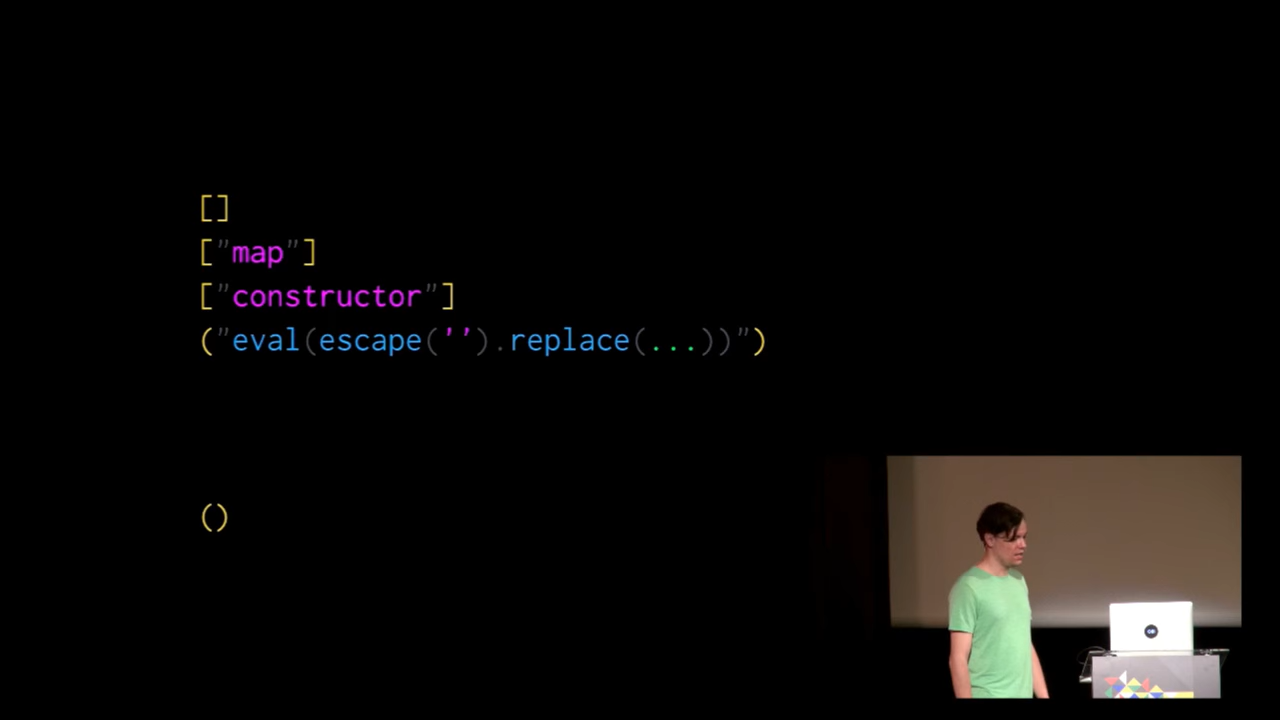 []
["map"]
["constructor"]
("eval(escape('').replace(...))")
()